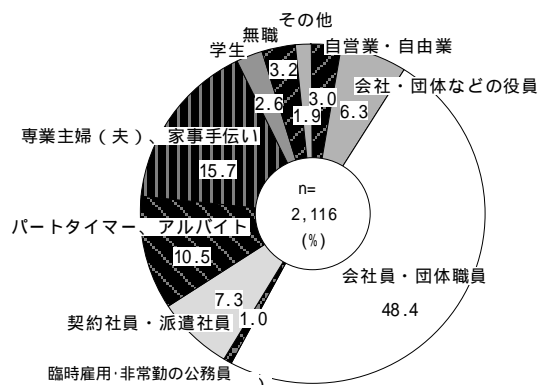 その他
無職
学生
自営業・自由業
3.2
3.0
会社・団体などの役員
2.6
1.9
6.3
専業主婦（夫）、家事手伝い
15.7
n=
2,116
(%)
パートタイマー、アルバイト
10.5
会社員・団体職員
48.4
7.3
契約社員・派遣社員
1.0
臨時雇用･非常勤の公務員
）